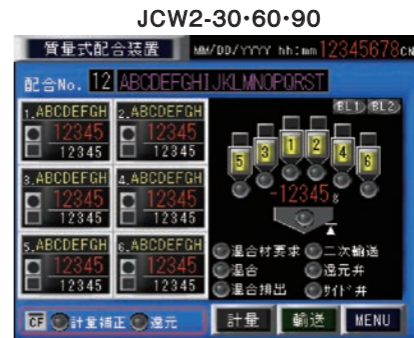 JCW2-30・60・90
質量式配合装置 MM/DD/YYYY hh:mm 12345678CN
配合No. 12 ABCDEFGHIJKLMNOPQRST
BL1 BL2
1.ABCDEFGH 2.ABCDEFGH
12345 12345
12345 12345
3.ABCDEFGH 4.ABCDEFGH
12345 12345
12345 12345
5.ABCDEFGH 6.ABCDEFGH
12345 12345
12345 12345
5 3 1 2 4 6
-12345 g
混合材要求 二次輸送
混合 還元弁
混合排出 サイド弁
CF 計量補正 還元
計量 輸送 MENU